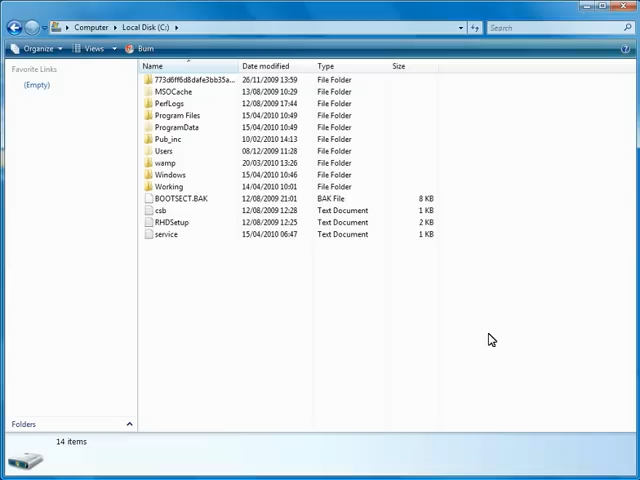 Computer ▸ Local Disk (C:) ▸ Search
Organize Views Burn
Favorite Links
(Empty)
Name Date modified Type Size
773d6ff6d8dafe3bb35a... 26/11/2009 13:59 File Folder
MSOCache 13/08/2009 10:29 File Folder
PerfLogs 12/08/2009 17:44 File Folder
Program Files 15/04/2010 10:49 File Folder
ProgramData 15/04/2010 10:49 File Folder
Pub_inc 10/02/2010 14:13 File Folder
Users 08/12/2009 11:28 File Folder
wamp 20/03/2010 13:26 File Folder
Windows 15/04/2010 10:46 File Folder
Working 14/04/2010 10:01 File Folder
BOOTSECT.BAK 12/08/2009 21:01 BAK File 8 KB
csb 12/08/2009 12:28 Text Document 1 KB
RHDSetup 12/08/2009 12:25 Text Document 2 KB
service 15/04/2010 06:47 Text Document 1 KB
Folders
14 items